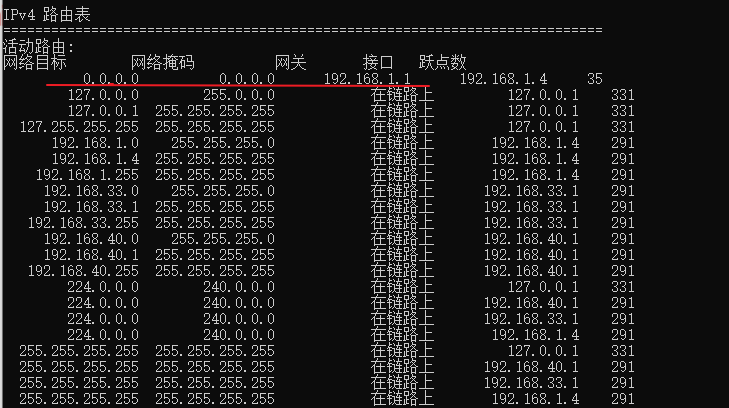 IPv4 路由表
===========================================================================
活动路由:
网络目标 网络掩码 网关 接口 跃点数
0.0.0.0 0.0.0.0 192.168.1.1 192.168.1.4 35
127.0.0.0 255.0.0.0 在链路上 127.0.0.1 331
127.0.0.1 255.255.255.255 在链路上 127.0.0.1 331
127.255.255.255 255.255.255.255 在链路上 127.0.0.1 331
192.168.1.0 255.255.255.0 在链路上 192.168.1.4 291
192.168.1.4 255.255.255.255 在链路上 192.168.1.4 291
192.168.1.255 255.255.255.255 在链路上 192.168.1.4 291
192.168.33.0 255.255.255.0 在链路上 192.168.33.1 291
192.168.33.1 255.255.255.255 在链路上 192.168.33.1 291
192.168.33.255 255.255.255.255 在链路上 192.168.33.1 291
192.168.40.0 255.255.255.0 在链路上 192.168.40.1 291
192.168.40.1 255.255.255.255 在链路上 192.168.40.1 291
192.168.40.255 255.255.255.255 在链路上 192.168.40.1 291
224.0.0.0 240.0.0.0 在链路上 127.0.0.1 331
224.0.0.0 240.0.0.0 在链路上 192.168.40.1 291
224.0.0.0 240.0.0.0 在链路上 192.168.33.1 291
224.0.0.0 240.0.0.0 在链路上 192.168.1.4 291
255.255.255.255 255.255.255.255 在链路上 127.0.0.1 331
255.255.255.255 255.255.255.255 在链路上 192.168.40.1 291
255.255.255.255 255.255.255.255 在链路上 192.168.33.1 291
255.255.255.255 255.255.255.255 在链路上 192.168.1.4 291